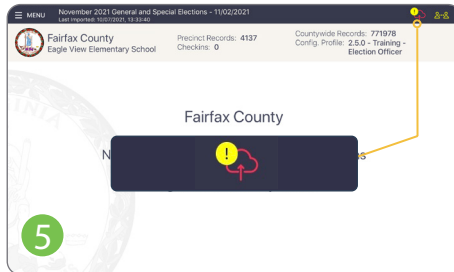 MENU
November 2021 General and Special Elections - 11/02/2021
Last Imported: 10/07/2021, 13:33:40
Fairfax County
Eagle View Elementary School
Precinct Records: 4137
Checkins: 0
Countywide Records: 771978
Config. Profile: 2.5.0 - Training -
Election Officer
Fairfax County
N
s
!
5